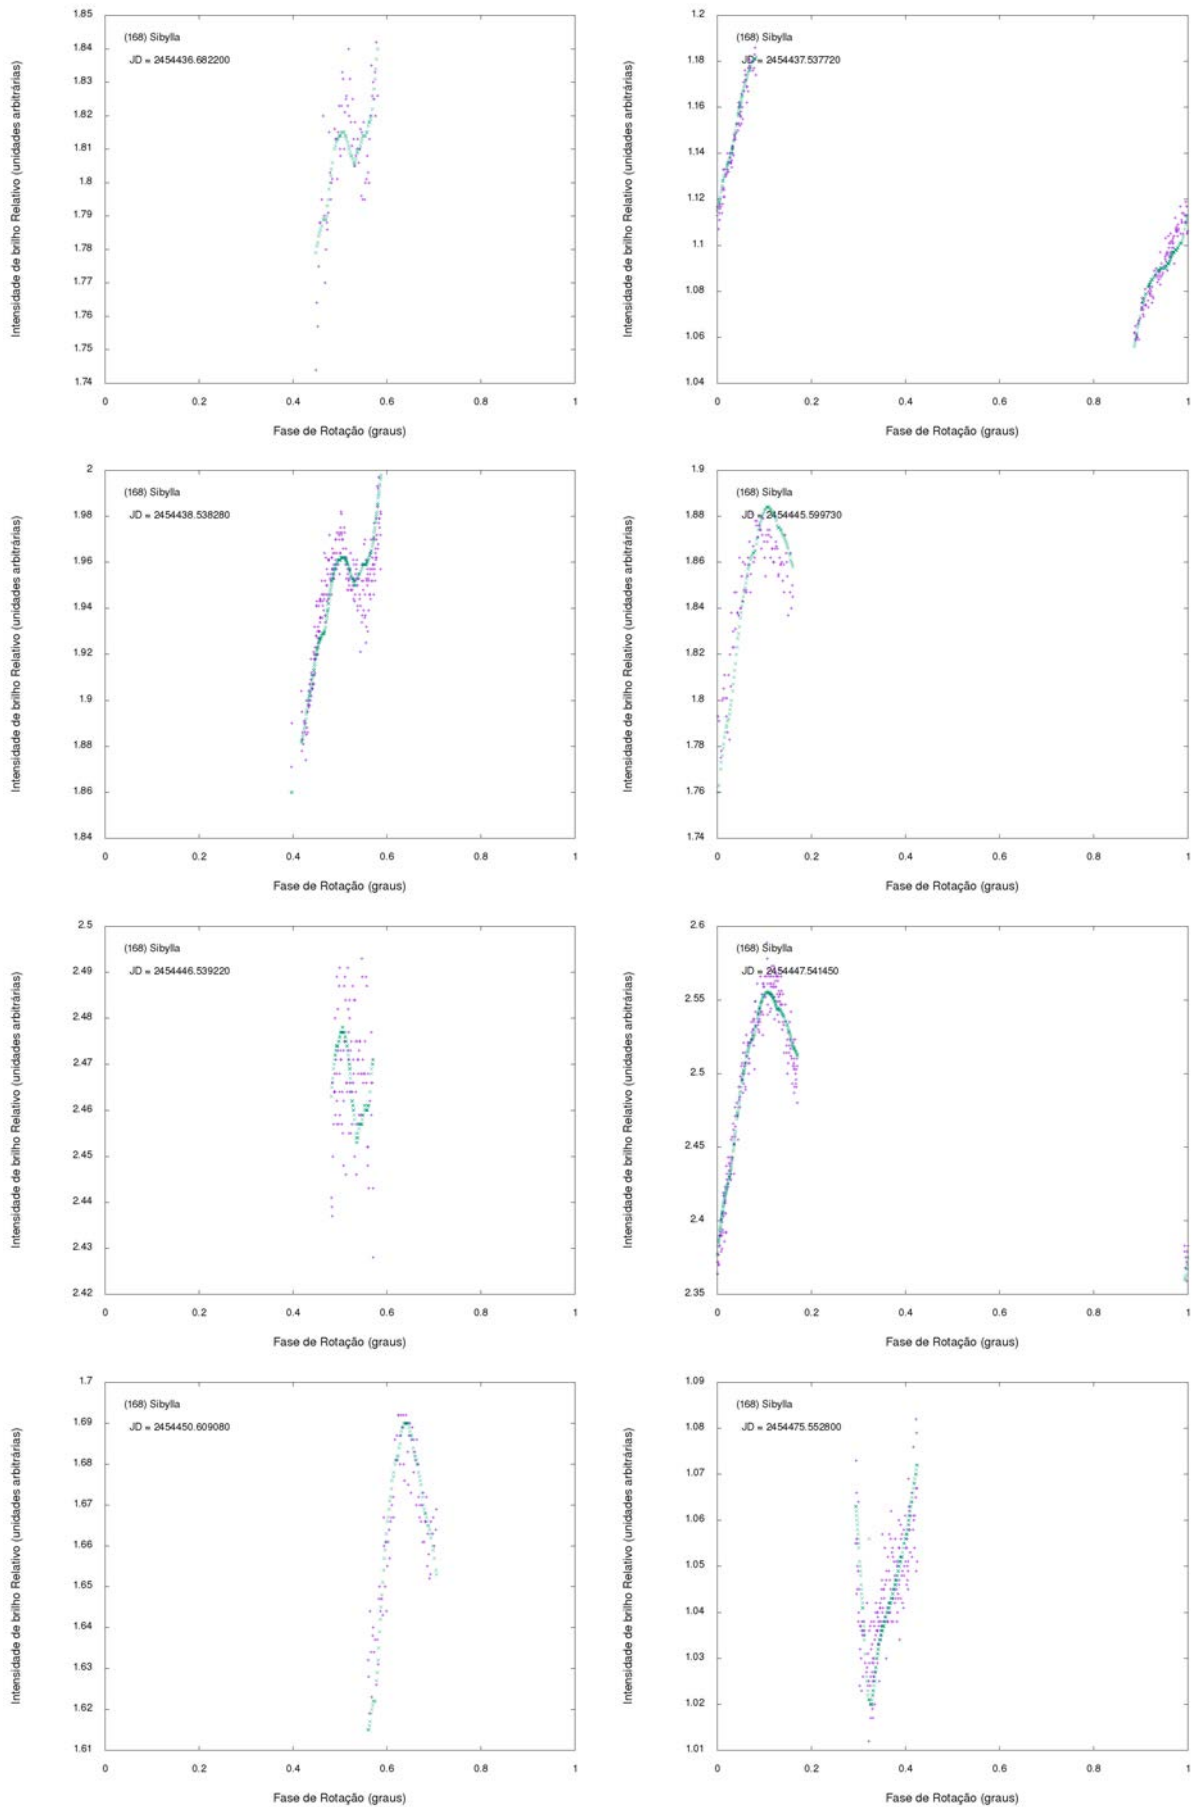 1.85
1.84
1.83
1.82
1.81
1.8
1.79
1.78
1.77
1.76
1.75
1.74
(168) Sibylla
JD = 2454436.682200
0 0.2 0.4 0.6 0.8 1
Fase de Rotação (graus)
Intensidade de brilho Relativo (unidades arbitrárias)
1.2
1.18
1.16
1.14
1.12
1.1
1.08
1.06
1.04
(168) Sibylla
JD = 2454437.537720
0 0.2 0.4 0.6 0.8 1
Fase de Rotação (graus)
Intensidade de brilho Relativo (unidades arbitrárias)
2
1.98
1.96
1.94
1.92
1.9
1.88
1.86
1.84
(168) Sibylla
JD = 2454438.538280
0 0.2 0.4 0.6 0.8 1
Fase de Rotação (graus)
Intensidade de brilho Relativo (unidades arbitrárias)
1.9
1.88
1.86
1.84
1.82
1.8
1.78
1.76
1.74
(168) Sibylla
JD = 2454445.599730
0 0.2 0.4 0.6 0.8 1
Fase de Rotação (graus)
Intensidade de brilho Relativo (unidades arbitrárias)
2.5
2.49
2.48
2.47
2.46
2.45
2.44
2.43
2.42
(168) Sibylla
JD = 2454446.539220
0 0.2 0.4 0.6 0.8 1
Fase de Rotação (graus)
Intensidade de brilho Relativo (unidades arbitrárias)
2.6
2.55
2.5
2.45
2.4
2.35
(168) Sibylla
JD = 2454447.541450
0 0.2 0.4 0.6 0.8 1
Fase de Rotação (graus)
Intensidade de brilho Relativo (unidades arbitrárias)
1.7
1.69
1.68
1.67
1.66
1.65
1.64
1.63
1.62
1.61
(168) Sibylla
JD = 2454450.609080
0 0.2 0.4 0.6 0.8 1
Fase de Rotação (graus)
Intensidade de brilho Relativo (unidades arbitrárias)
1.09
1.08
1.07
1.06
1.05
1.04
1.03
1.02
1.01
(168) Sibylla
JD = 2454475.552800
0 0.2 0.4 0.6 0.8 1
Fase de Rotação (graus)
Intensidade de brilho Relativo (unidades arbitrárias)